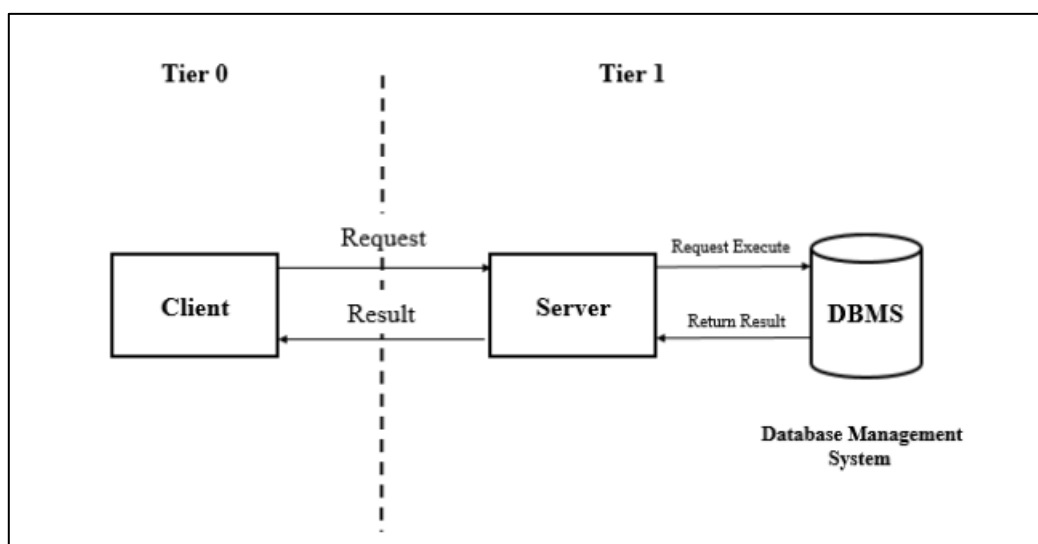 Tier 0
Tier 1
Request
Request Execute
Client
Server
DBMS
Result
Return Result
Database Management
System